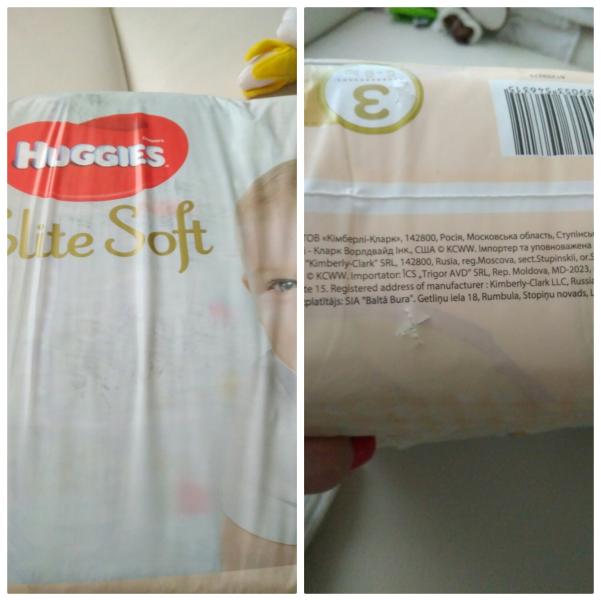 HUGGIES
Elite Soft
3
ТОВ «Кімберлі-Кларк», 142800, Росія, Московська область, Ступінсь
- Кларк Ворлдвайд Інк., США © KCWW. Імпортер та уповноважена
"Kimberly-Clark" SRL, 142800, Rusia, reg.Moscova, sect.Stupinskii, or.S
© KCWW. Importator: ÎCS „Trigor AVD" SRL, Rep. Moldova, MD-2023,
te 15. Registered address of manufacturer : Kimberly-Clark LLC, Russia
platītājs: SIA "Baltā Bura". Getliņu iela 18, Rumbula, Stopiņu novads, L